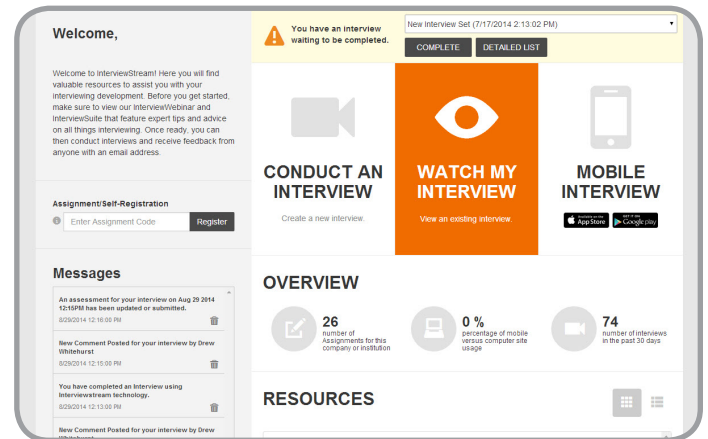 Welcome,
Welcome to InterviewStream! Here you will find
valuable resources to assist you with your
interviewing development. Before you get started,
make sure to view our InterviewWebinar and
InterviewSuite that feature expert tips and advice
on all things interviewing. Once ready, you can
then conduct interviews and receive feedback from
anyone with an email address.
Assignment/Self-Registration
Enter Assignment Code
Register
Messages
An assessment for your interview on Aug 29 2014
12:15PM has been updated or submitted.
8/29/2014 12:16:00 PM
New Comment Posted for your interview by Drew
Whitehurst
8/29/2014 12:15:00 PM
You have completed an Interview using
Interviewstream technology.
8/29/2014 12:13:00 PM
New Comment Posted for your interview by Drew
Whitehurst
You have an interview
waiting to be completed.
New Interview Set (7/17/2014 2:13:02 PM)
COMPLETE
DETAILED LIST
CONDUCT AN
INTERVIEW
Create a new interview.
WATCH MY
INTERVIEW
View an existing interview.
MOBILE
INTERVIEW
Available on the
App Store
GET IT ON
Google play
OVERVIEW
26
number of
Assignments for this
company or institution
0 %
percentage of mobile
versus computer site
usage
74
number of interviews
in the past 30 days
RESOURCES